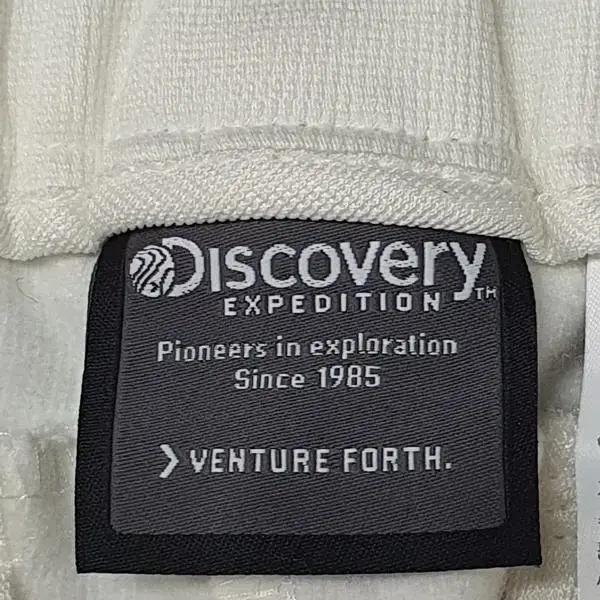 Discovery TM
EXPEDITION
Pioneers in exploration
Since 1985
❯ VENTURE FORTH.